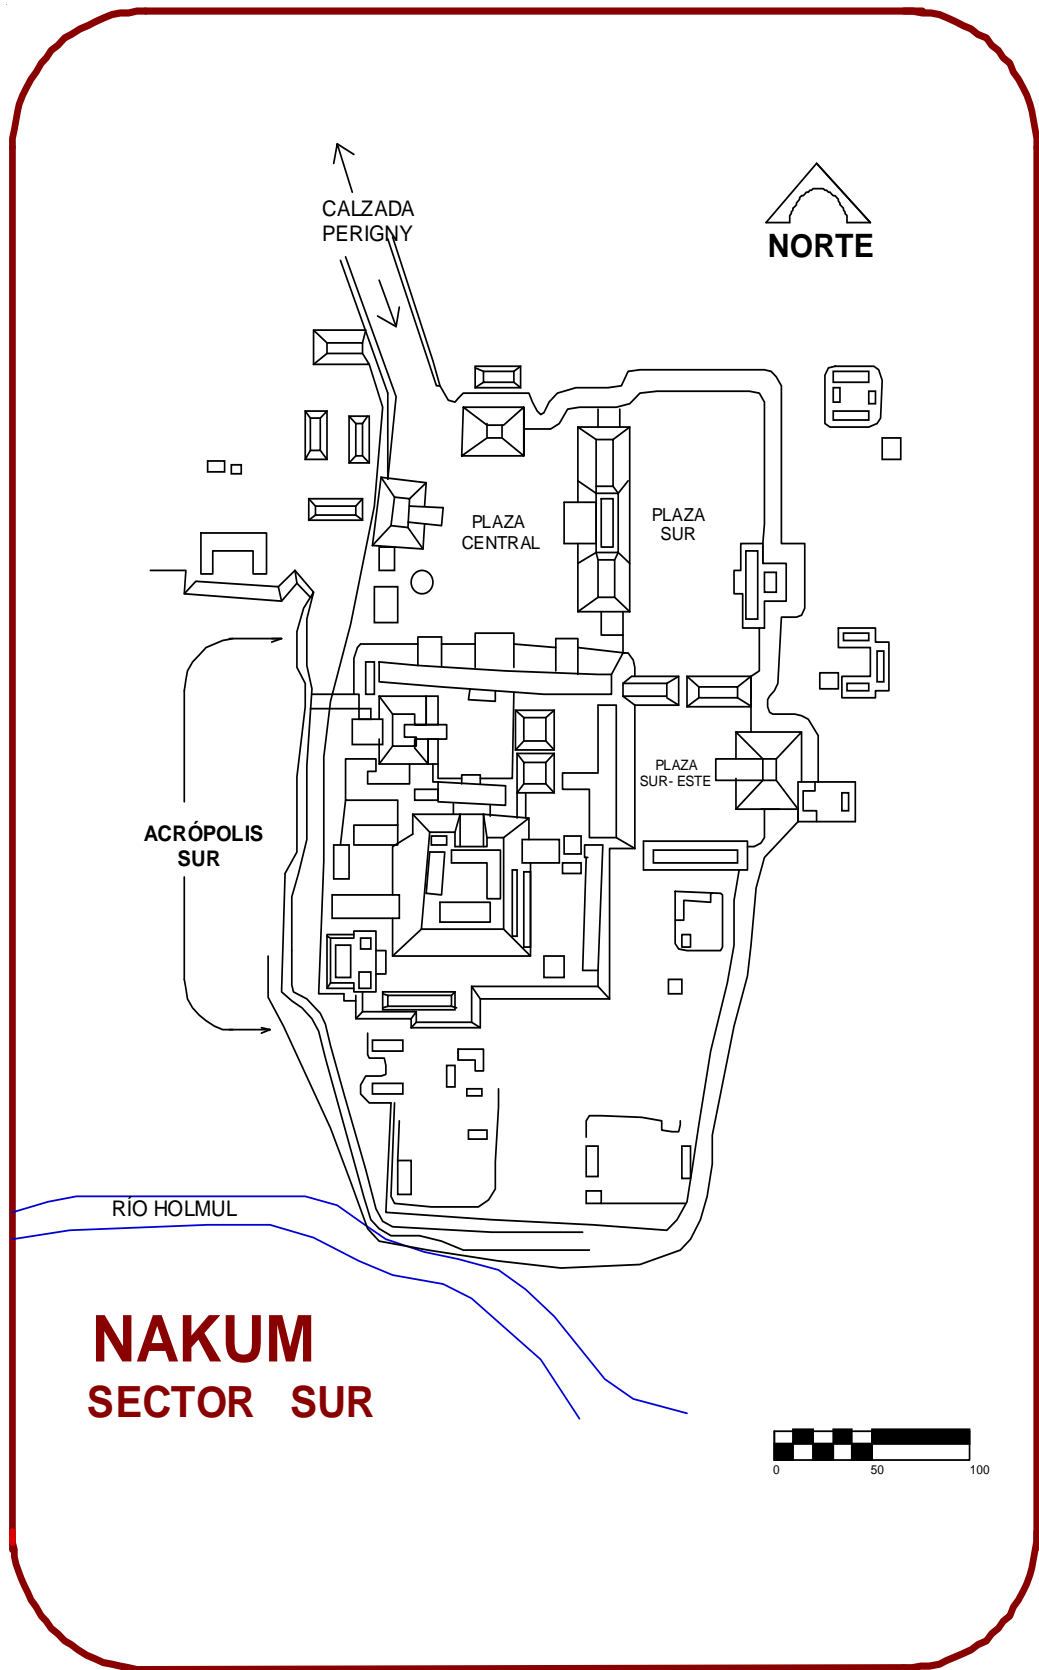 CALZADA
PERIGNY
NORTE
PLAZA
CENTRAL
PLAZA
SUR
PLAZA
SUR- ESTE
ACRÓPOLIS
SUR
RÍO HOLMUL
NAKUM
SECTOR SUR
0 50 100